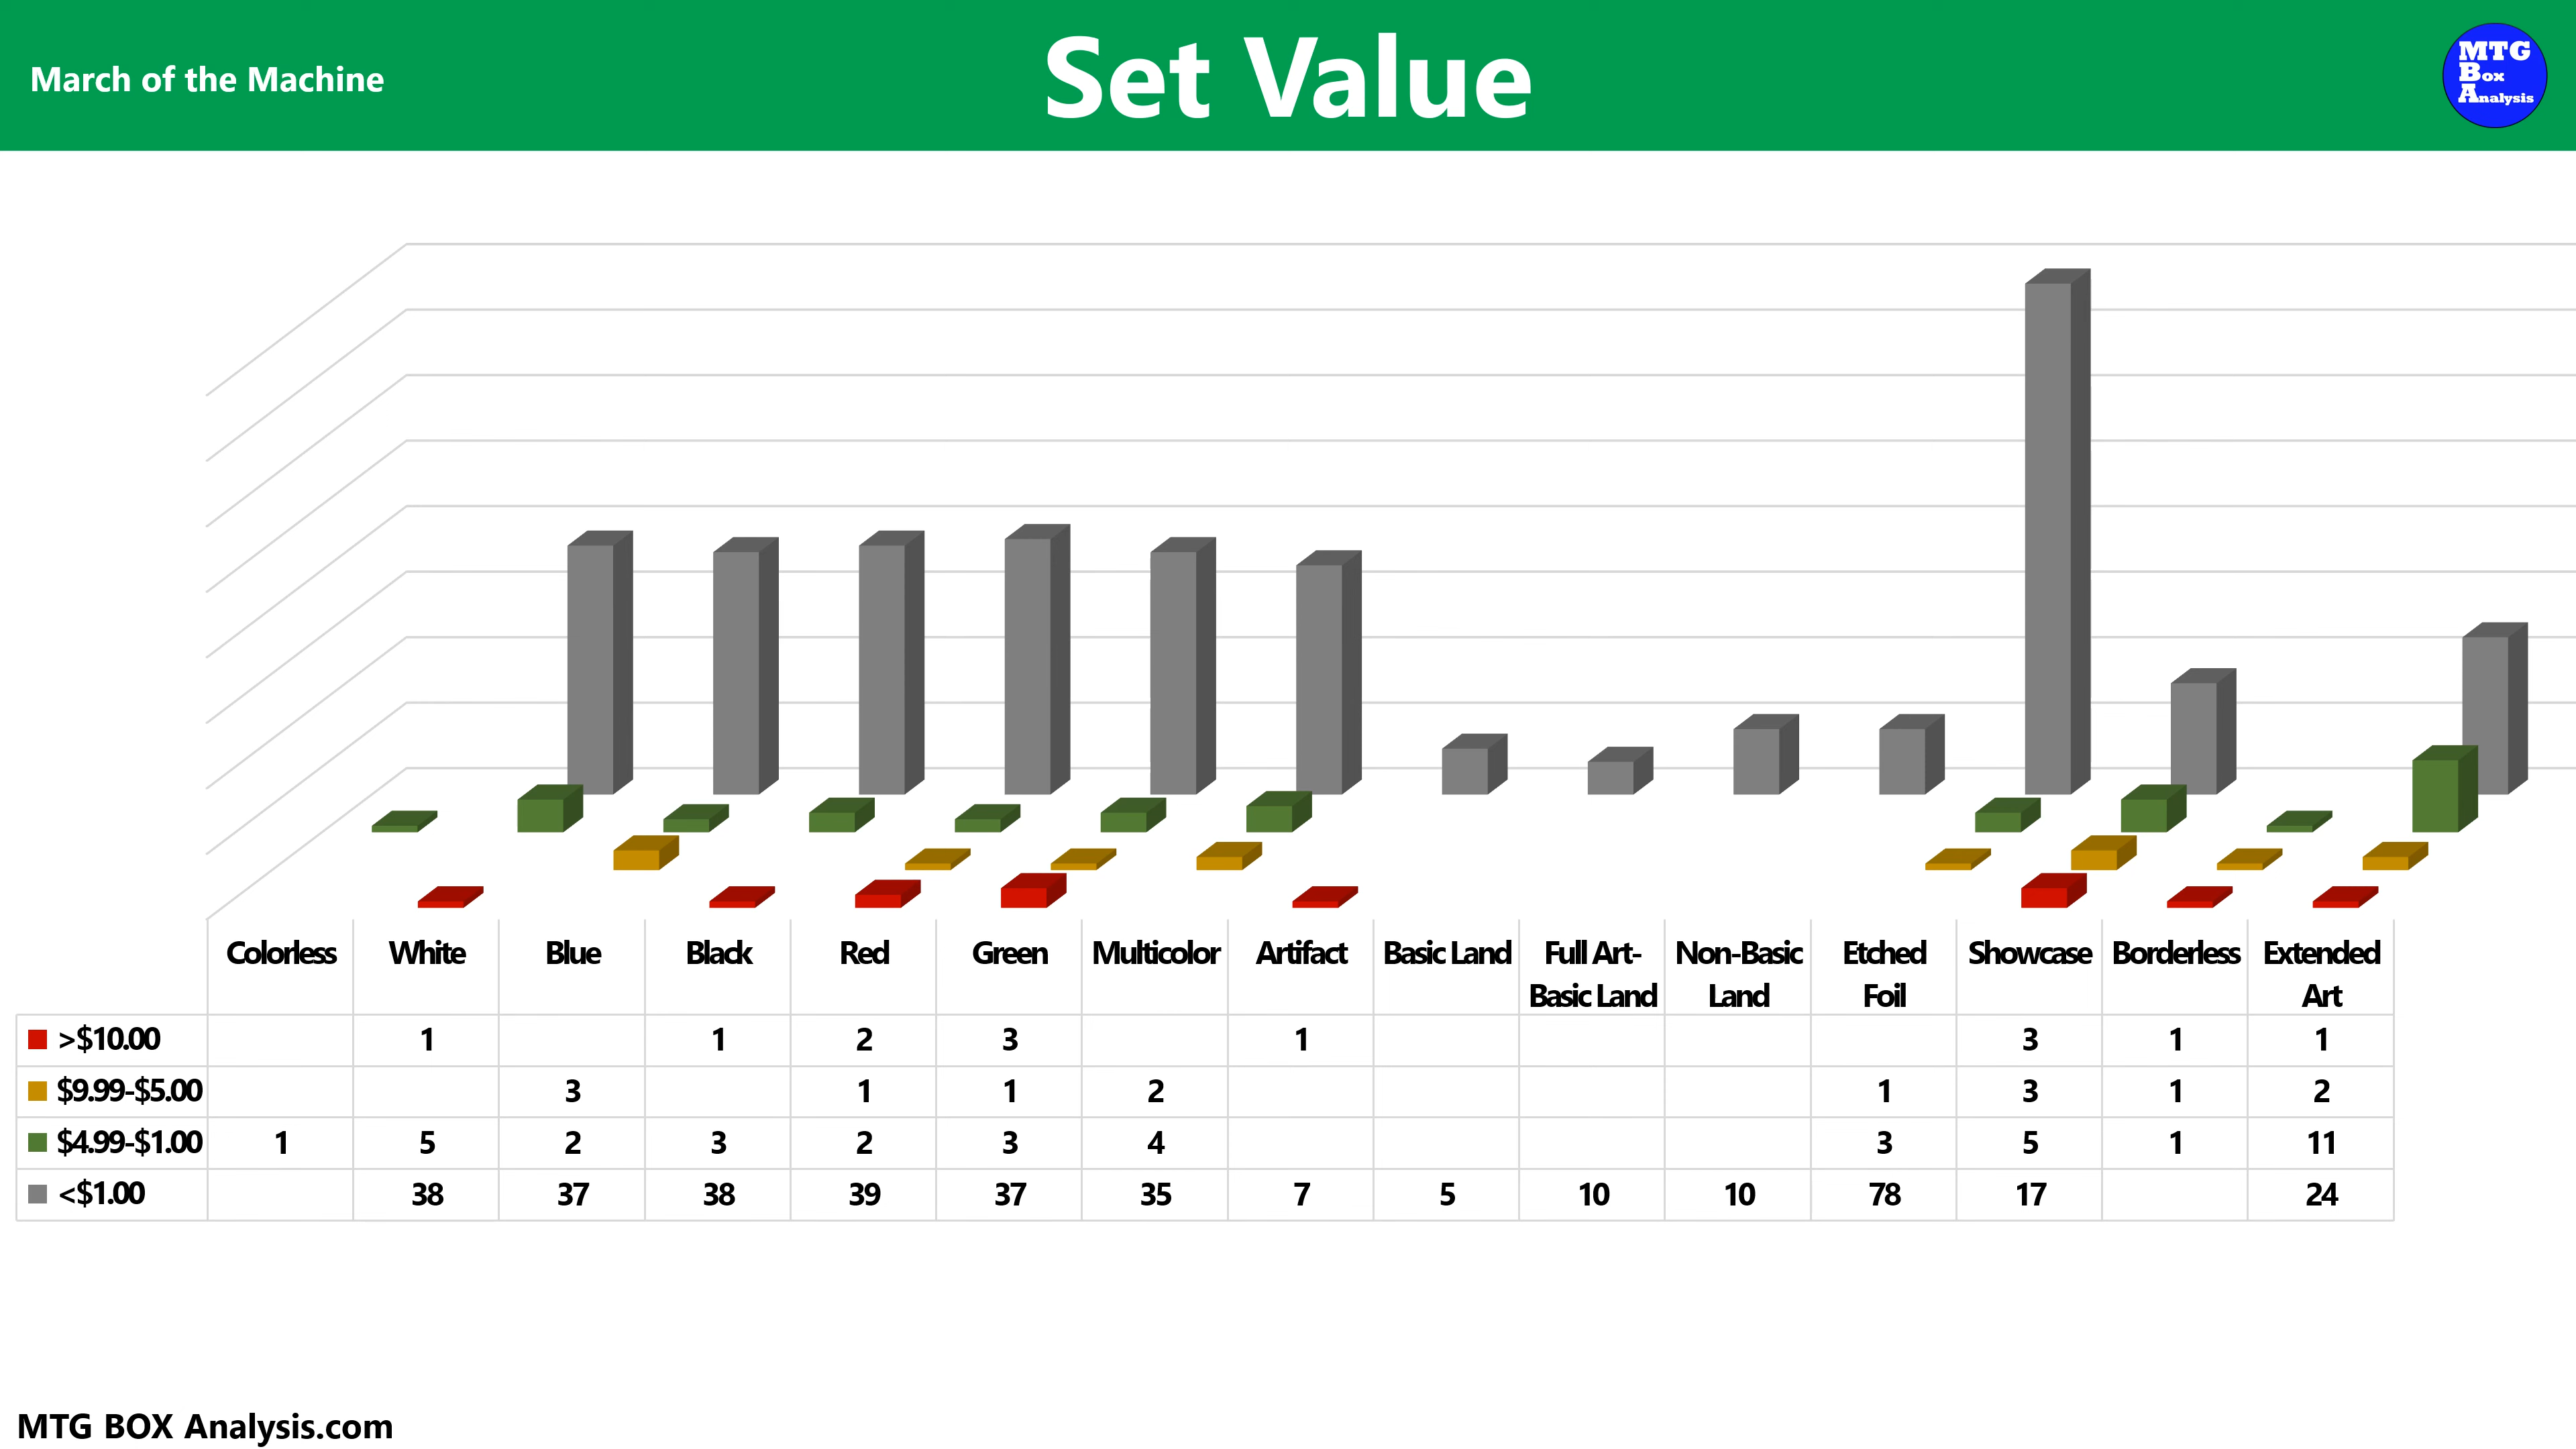 March of the Machine
Set Value
MTG
Box
Analysis
Colorless White Blue Black Red Green Multicolor Artifact Basic Land Full Art- Non-Basic Etched Showcase Borderless Extended
Basic Land Land Foil Art
>$10.00 1 1 2 3 1 3 1 1
$9.99-$5.00 3 1 1 2 1 3 1 2
$4.99-$1.00 1 5 2 3 2 3 4 3 5 1 11
<$1.00 38 37 38 39 37 35 7 5 10 10 78 17 24
MTG BOX Analysis.com